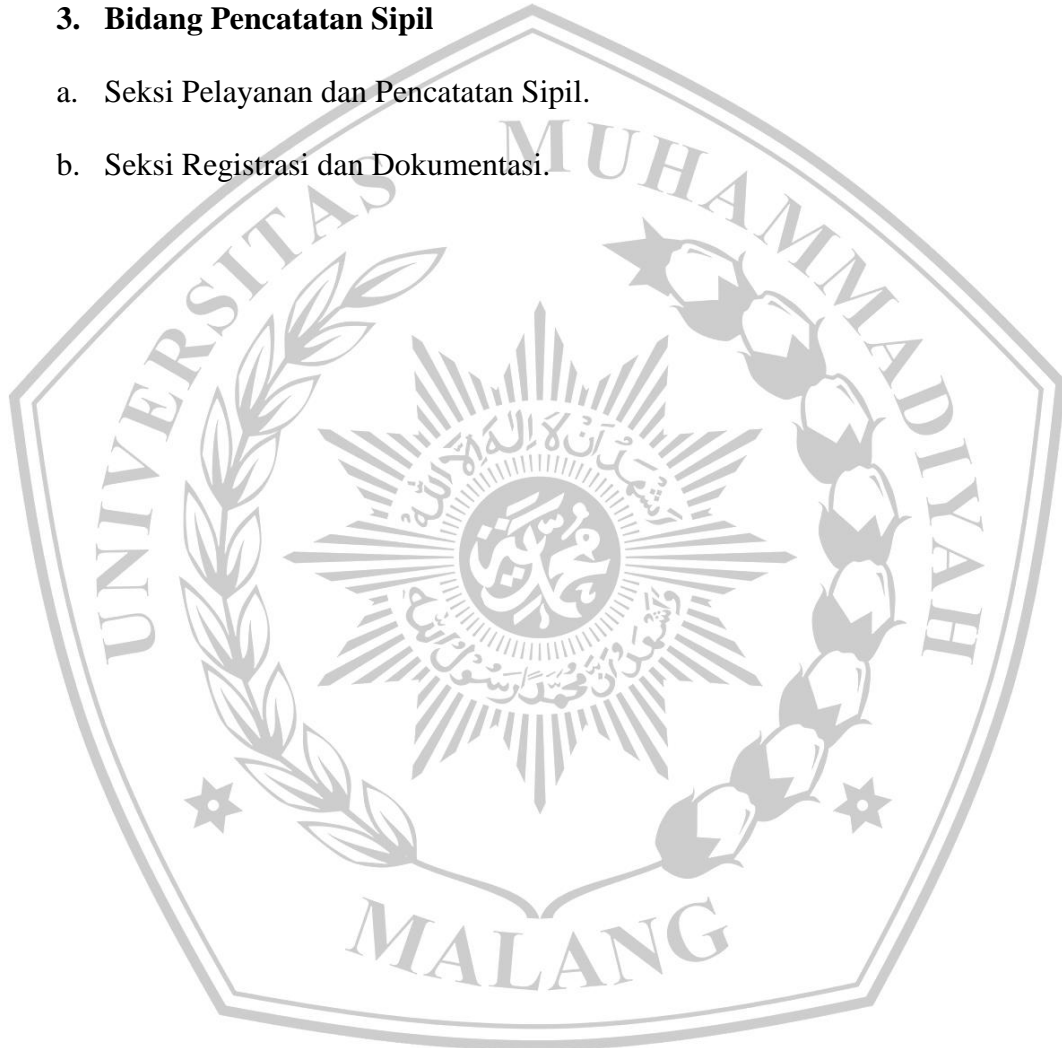 3. Bidang Pencatatan Sipil
a. Seksi Pelayanan dan Pencatatan Sipil.
b. Seksi Registrasi dan Dokumentasi.
UNIVERSITAS MUHAMMADIYAH
MALANG